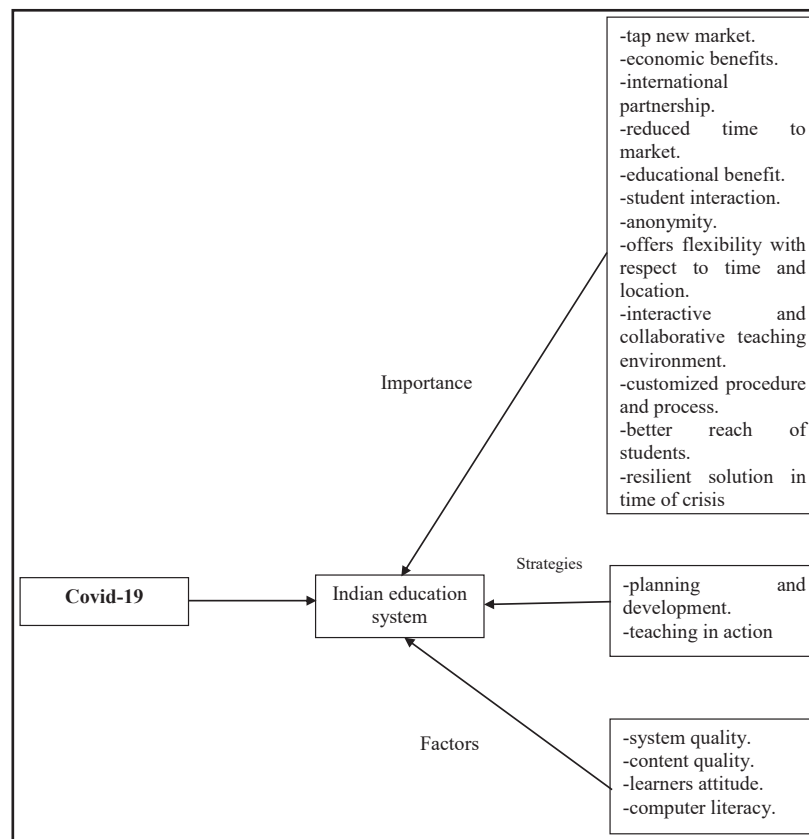 -tap new market.
-economic benefits.
-international
partnership.
-reduced time to
market.
-educational benefit.
-student interaction.
-anonymity.
-offers flexibility with
respect to time and
location.
-interactive and
collaborative teaching
environment.
-customized procedure
and process.
-better reach of
students.
-resilient solution in
time of crisis
Importance
Strategies
Covid-19
Indian education
system
-planning and
development.
-teaching in action
Factors
-system quality.
-content quality.
-learners attitude.
-computer literacy.